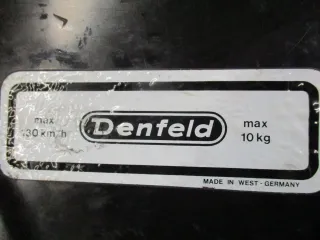 max
130 km/h
Denfeld
max
10 kg
MADE IN WEST-GERMANY